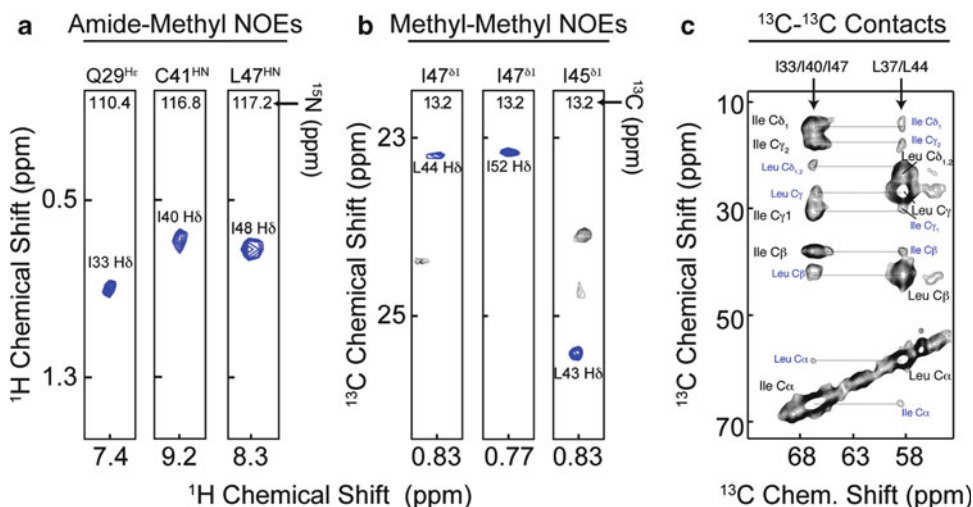 a Amide-Methyl NOEs
Q29ᴴᵋ C41ᴴᴺ L47ᴴᴺ
110.4 116.8 117.2
¹⁵N (ppm)
¹H Chemical Shift (ppm)
0.5
1.3
I33 Hδ
I40 Hδ
I48 Hδ
7.4 9.2 8.3
b Methyl-Methyl NOEs
I47ᵟ¹ I47ᵟ¹ I45ᵟ¹
13.2 13.2 13.2
¹³C (ppm)
¹³C Chemical Shift (ppm)
23
25
L44 Hδ
I52 Hδ
L43 Hδ
0.83 0.77 0.83
¹H Chemical Shift (ppm)
c ¹³C-¹³C Contacts
I33/I40/I47 L37/L44
¹³C Chemical Shift (ppm)
10
30
50
70
Ile Cδ₁
Ile Cγ₂
Leu Cδ₁,₂
Leu Cγ
Ile Cγ1
Ile Cβ
Leu Cβ
Leu Cα
Ile Cα
Ile Cδ₁
Ile Cγ₂
Leu Cδ₁,₂
Leu Cγ
Ile Cγ₁
Ile Cβ
Leu Cβ
Leu Cα
Ile Cα
68 63 58
¹³C Chem. Shift (ppm)